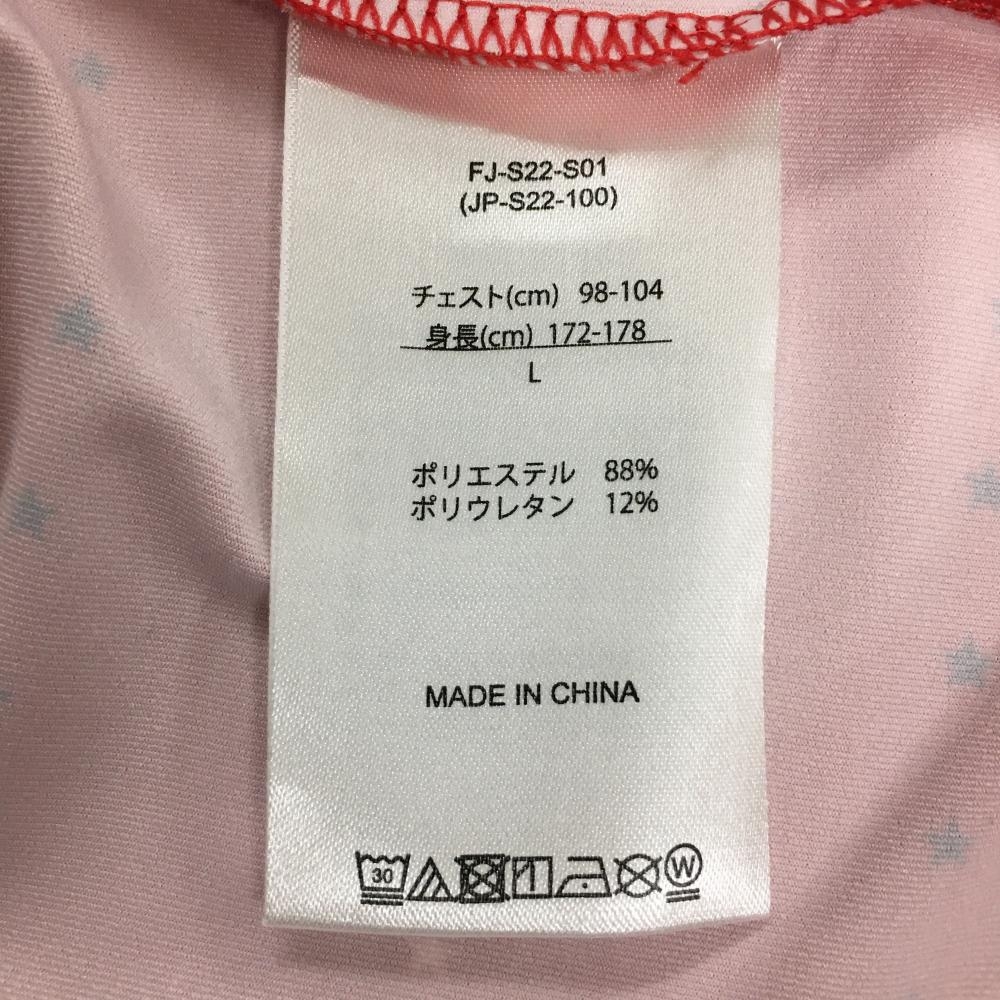 FJ-S22-S01
(JP-S22-100)
チェスト(cm) 98-104
身長(cm) 172-178
L
ポリエステル 88%
ポリウレタン 12%
MADE IN CHINA
30 W